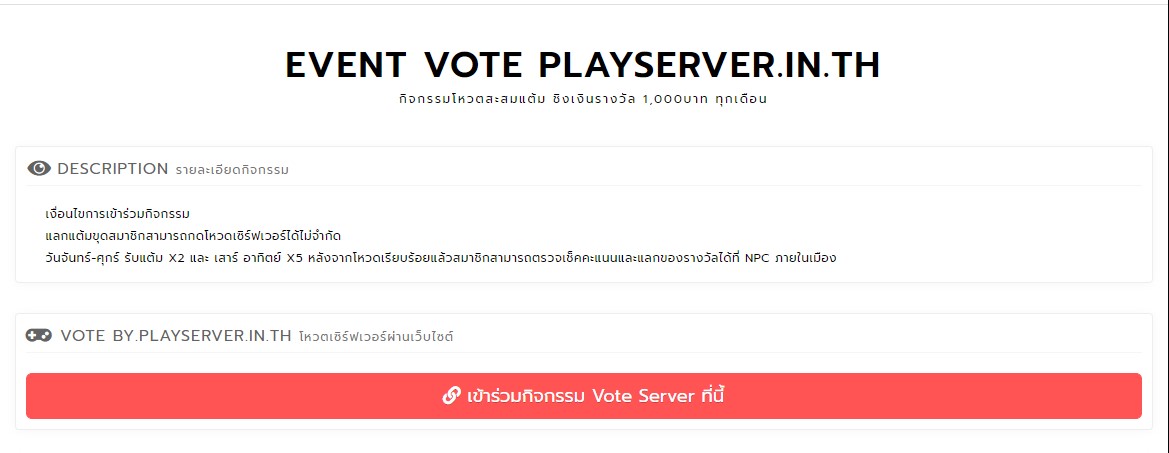 EVENT VOTE PLAYSERVER.IN.TH
กิจกรรมโหวตสะสมแต้ม ชิงเงินรางวัล 1,000บาท ทุกเดือน
DESCRIPTION รายละเอียดกิจกรรม
เงื่อนไขการเข้าร่วมกิจกรรม
แลกแต้มขุดสมาชิกสามารถกดโหวดเซิร์ฟเวอร์ได้ไม่จำกัด
วันจันทร์-ศุกร์ รับแต้ม X2 และ เสาร์ อาทิตย์ X5 หลังจากโหวดเรียบร้อยแล้วสมาชิกสามารถตรวจเช็คคะแนนและแลกของรางวัลได้ที่ NPC ภายในเมือง
VOTE BY.PLAYSERVER.IN.TH โหวตเซิร์ฟเวอร์ผ่านเว็บไซต์
เข้าร่วมกิจกรรม Vote Server ที่นี้